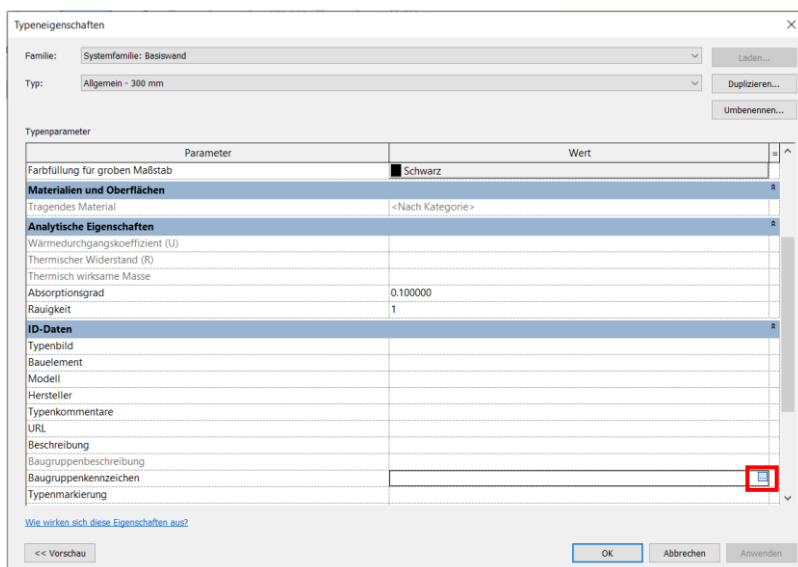 Typeneigenschaften
Familie: Systemfamilie: Basiswand Laden...
Typ: Allgemein - 300 mm Duplizieren...
Umbenennen...
Typenparameter
Parameter Wert =
Farbfüllung für groben Maßstab Schwarz
Materialien und Oberflächen
Tragendes Material <Nach Kategorie>
Analytische Eigenschaften
Wärmedurchgangskoeffizient (U)
Thermischer Widerstand (R)
Thermisch wirksame Masse
Absorptionsgrad 0.100000
Rauigkeit 1
ID-Daten
Typenbild
Bauelement
Modell
Hersteller
Typenkommentare
URL
Beschreibung
Baugruppenbeschreibung
Baugruppenkennzeichen
Typenmarkierung
Wie wirken sich diese Eigenschaften aus?
<< Vorschau OK Abbrechen Anwenden